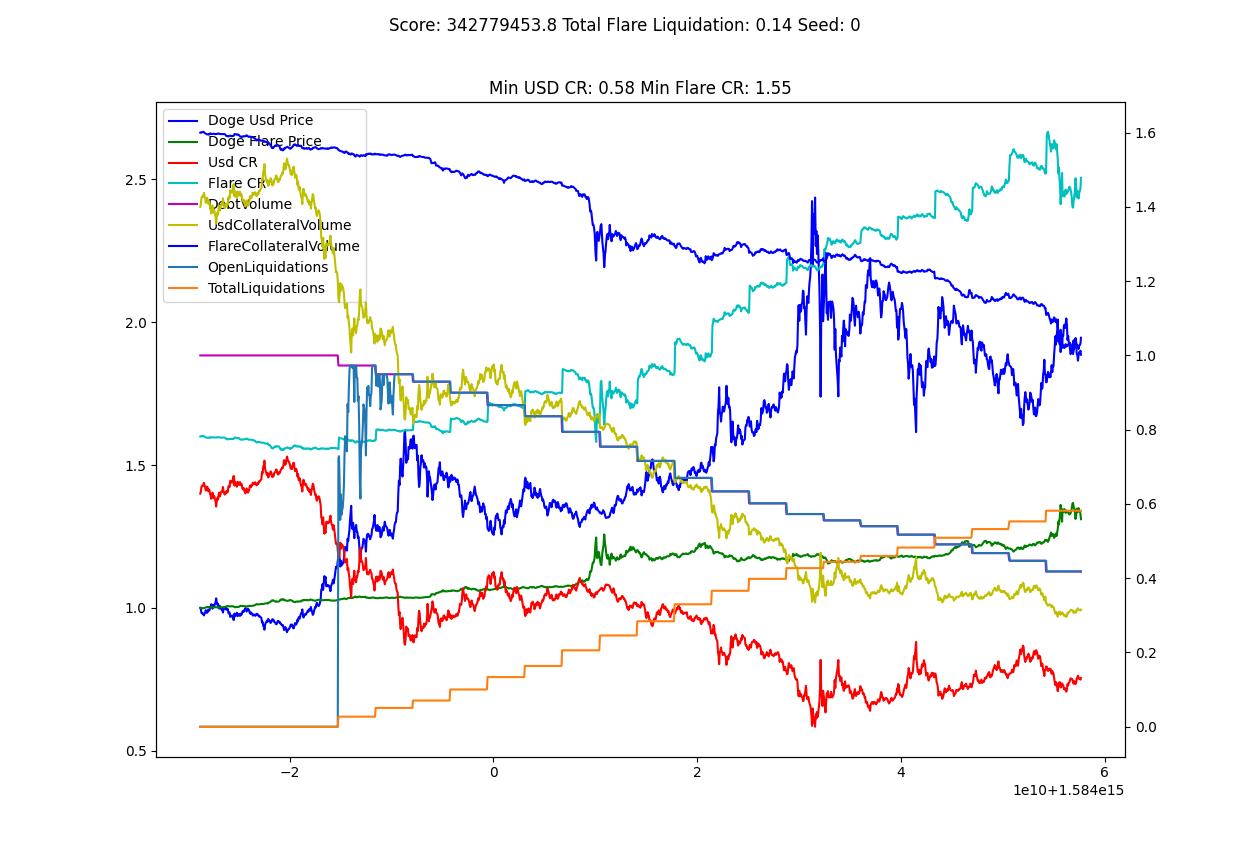 Score: 342779453.8 Total Flare Liquidation: 0.14 Seed: 0
Min USD CR: 0.58 Min Flare CR: 1.55
Doge Usd Price
Doge Flare Price
Usd CR
Flare CR
DebtVolume
UsdCollateralVolume
FlareCollateralVolume
OpenLiquidations
TotalLiquidations
2.5
2.0
1.5
1.0
0.5
1.6
1.4
1.2
1.0
0.8
0.6
0.4
0.2
0.0
−2 0 2 4 6
1e10+1.584e15